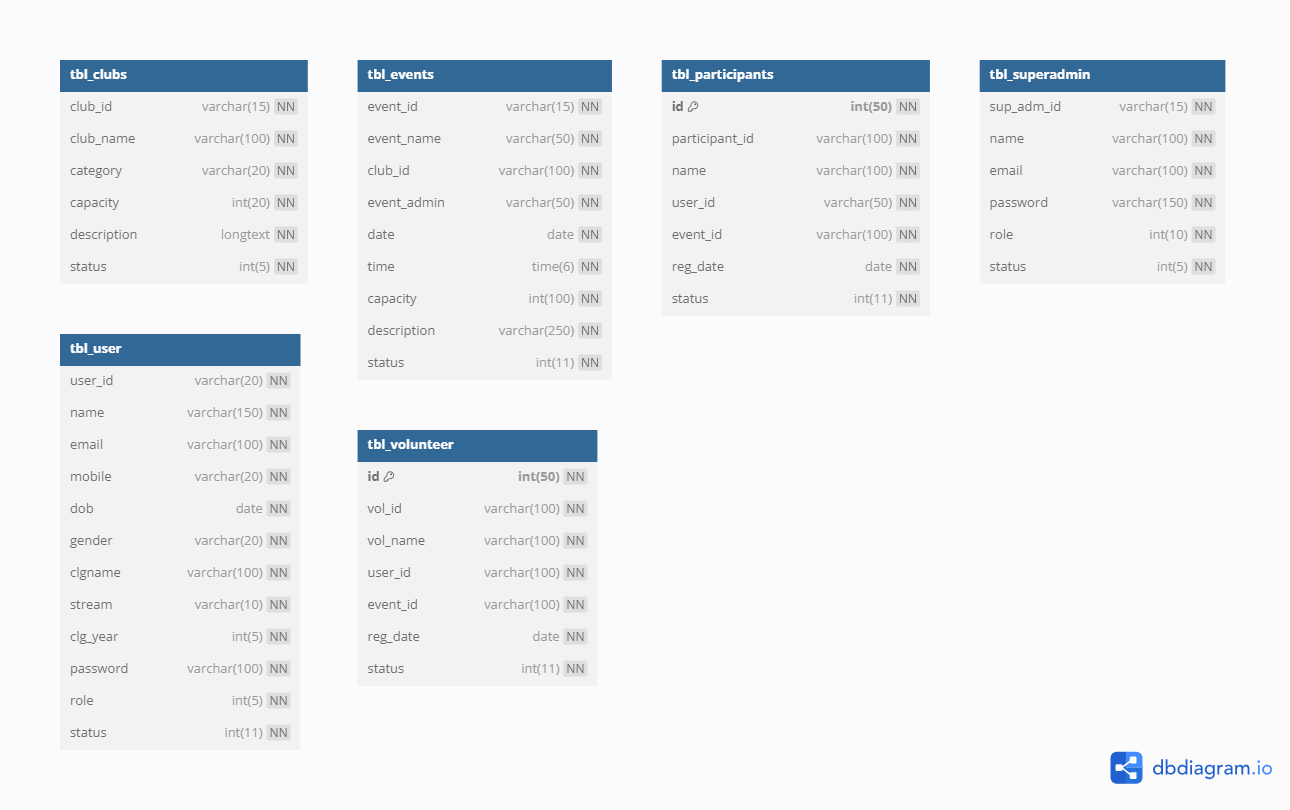 tbl_clubs
club_id varchar(15) NN
club_name varchar(100) NN
category varchar(20) NN
capacity int(20) NN
description longtext NN
status int(5) NN
tbl_events
event_id varchar(15) NN
event_name varchar(50) NN
club_id varchar(100) NN
event_admin varchar(50) NN
date date NN
time time(6) NN
capacity int(100) NN
description varchar(250) NN
status int(11) NN
tbl_participants
id int(50) NN
participant_id varchar(100) NN
name varchar(100) NN
user_id varchar(50) NN
event_id varchar(100) NN
reg_date date NN
status int(11) NN
tbl_superadmin
sup_adm_id varchar(15) NN
name varchar(100) NN
email varchar(100) NN
password varchar(150) NN
role int(10) NN
status int(5) NN
tbl_user
user_id varchar(20) NN
name varchar(150) NN
email varchar(100) NN
mobile varchar(20) NN
dob date NN
gender varchar(20) NN
clgname varchar(100) NN
stream varchar(10) NN
clg_year int(5) NN
password varchar(100) NN
role int(5) NN
status int(11) NN
tbl_volunteer
id int(50) NN
vol_id varchar(100) NN
vol_name varchar(100) NN
user_id varchar(100) NN
event_id varchar(100) NN
reg_date date NN
status int(11) NN
dbdiagram.io